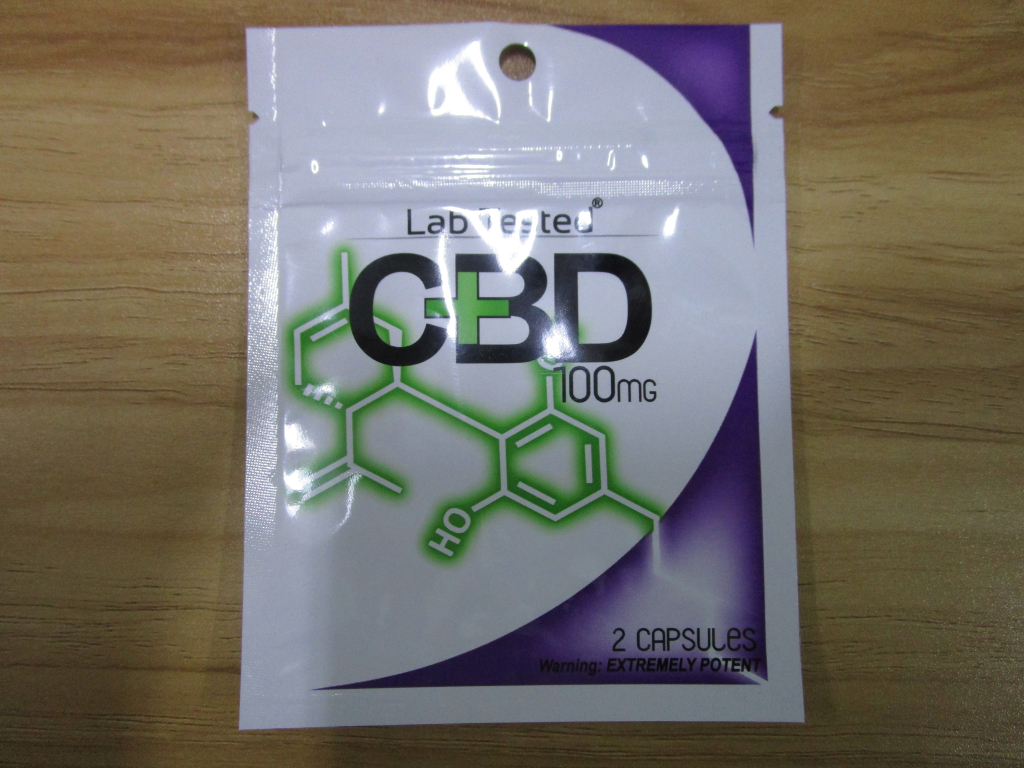 Lab Tested®
CBD
100MG
HO
2 CAPSULES
Warning: EXTREMELY POTENT